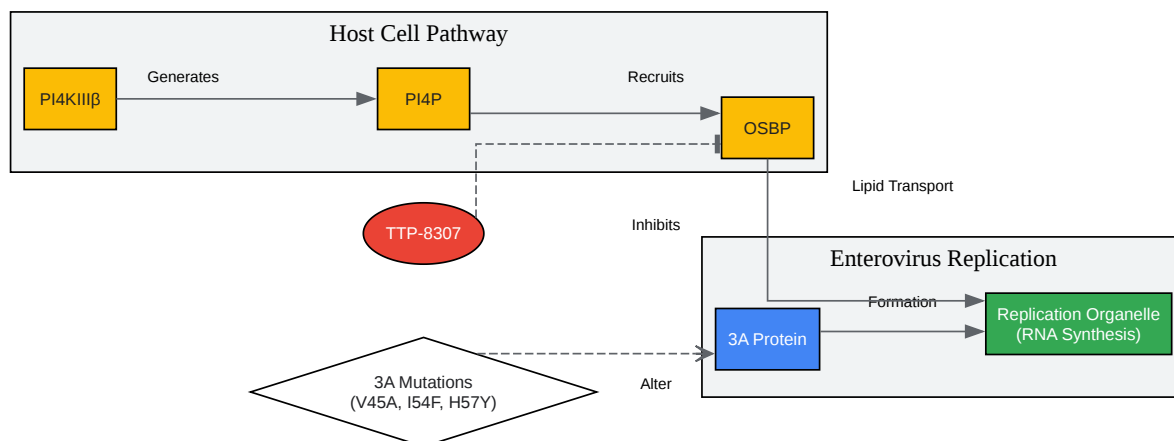 Host Cell Pathway
Generates
Recruits
PI4KIIIβ
PI4P
OSBP
Lipid Transport
TTP-8307
Inhibits
Enterovirus Replication
Formation
3A Protein
Replication Organelle
(RNA Synthesis)
3A Mutations
(V45A, I54F, H57Y)
Alter